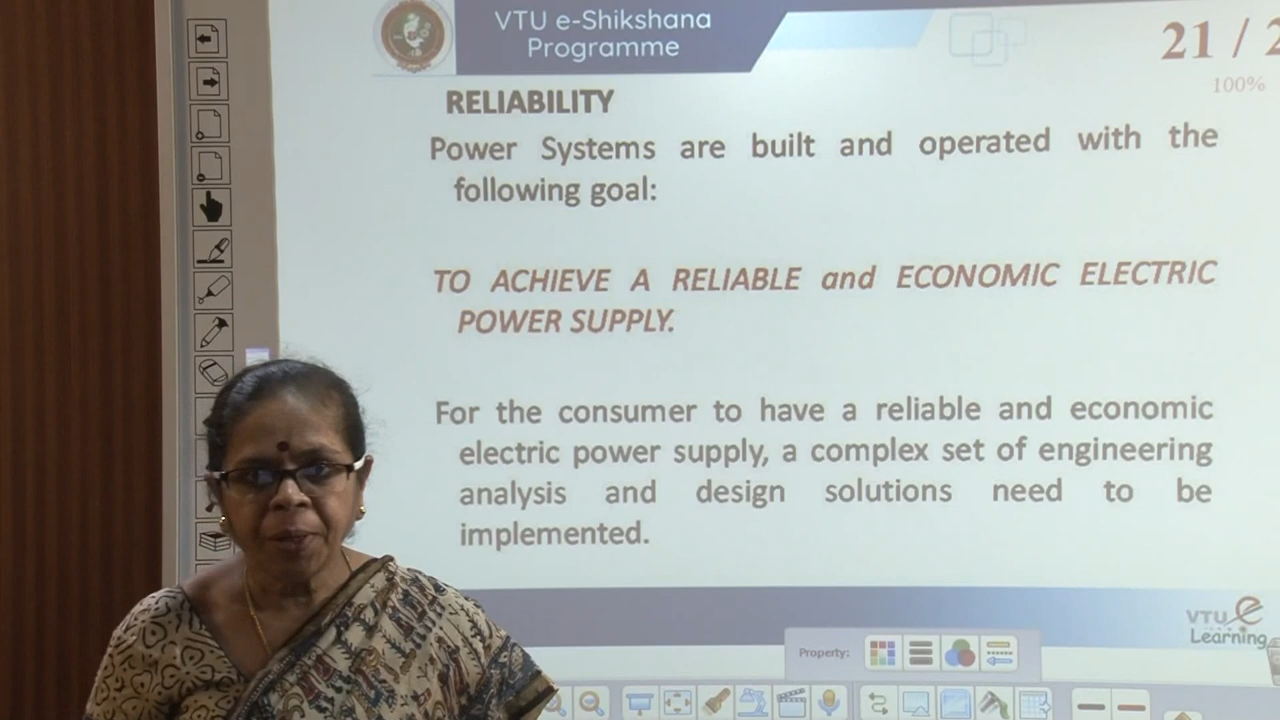 VTU e-Shikshana
Programme
21 / 2
100%
RELIABILITY
Power Systems are built and operated with the
following goal:
TO ACHIEVE A RELIABLE and ECONOMIC ELECTRIC
POWER SUPPLY.
For the consumer to have a reliable and economic
electric power supply, a complex set of engineering
analysis and design solutions need to be
implemented.
VTU e
Learning
Property: